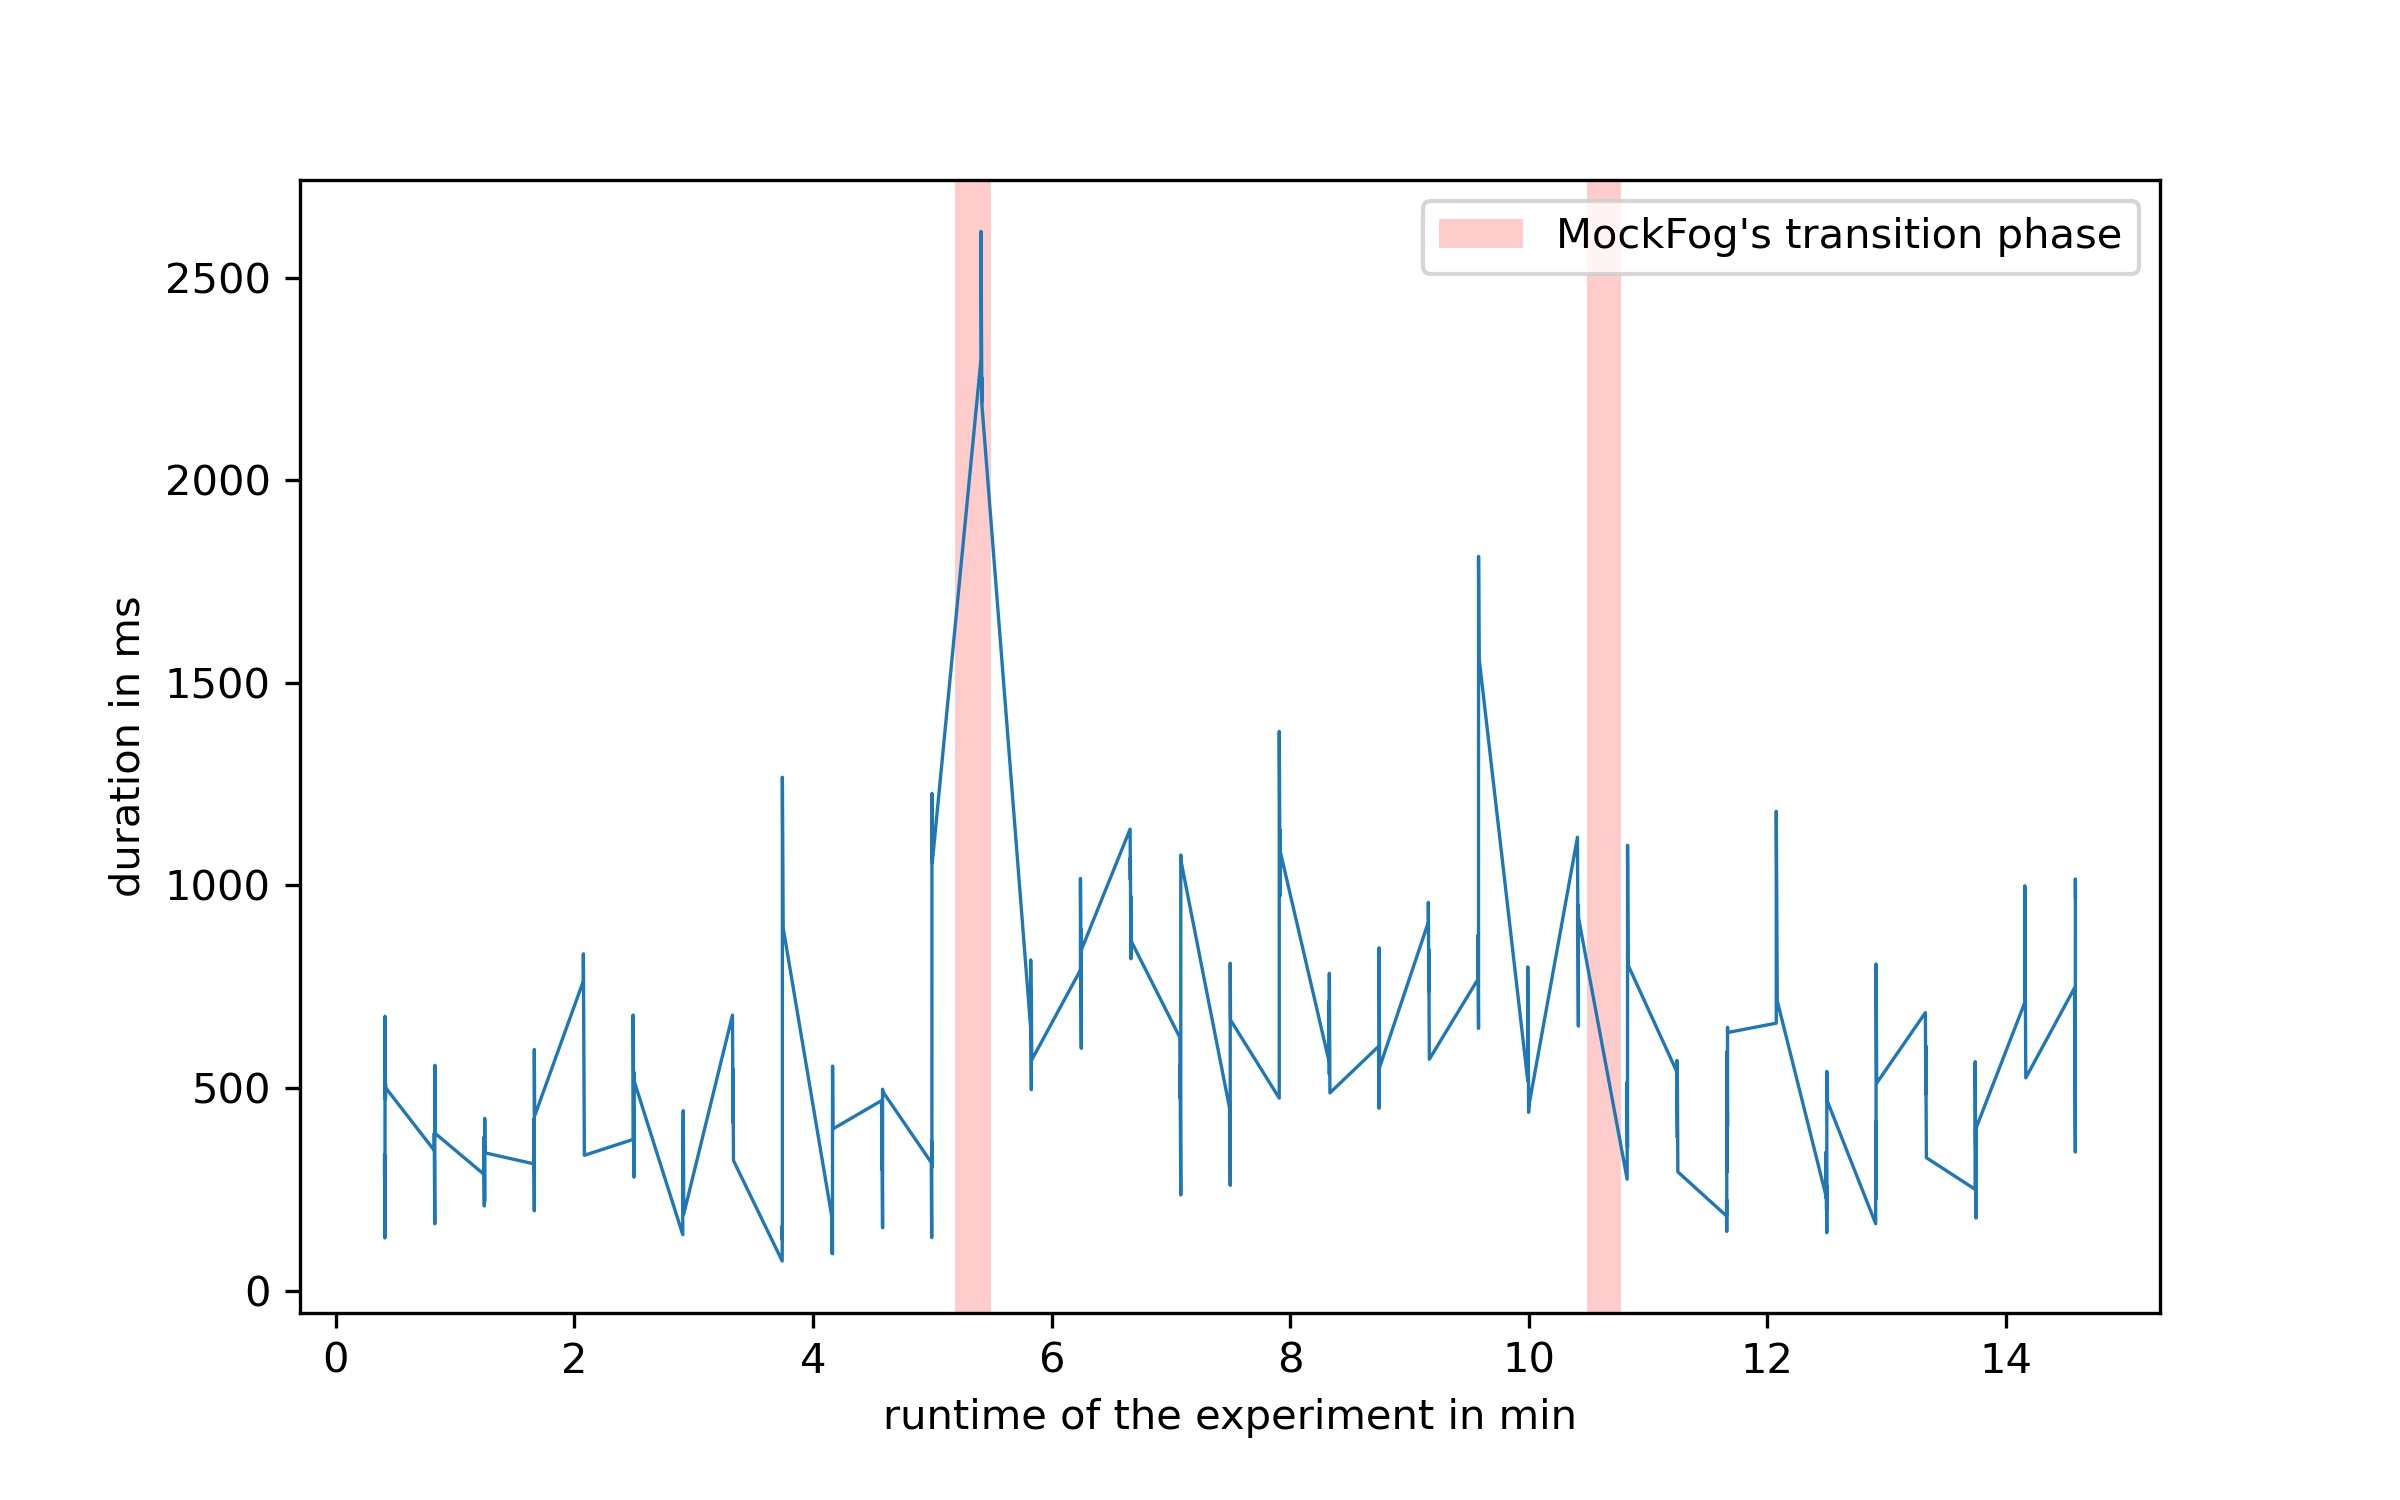 MockFog's transition phase
2500
2000
1500
1000
500
0
duration in ms
0 2 4 6 8 10 12 14
runtime of the experiment in min